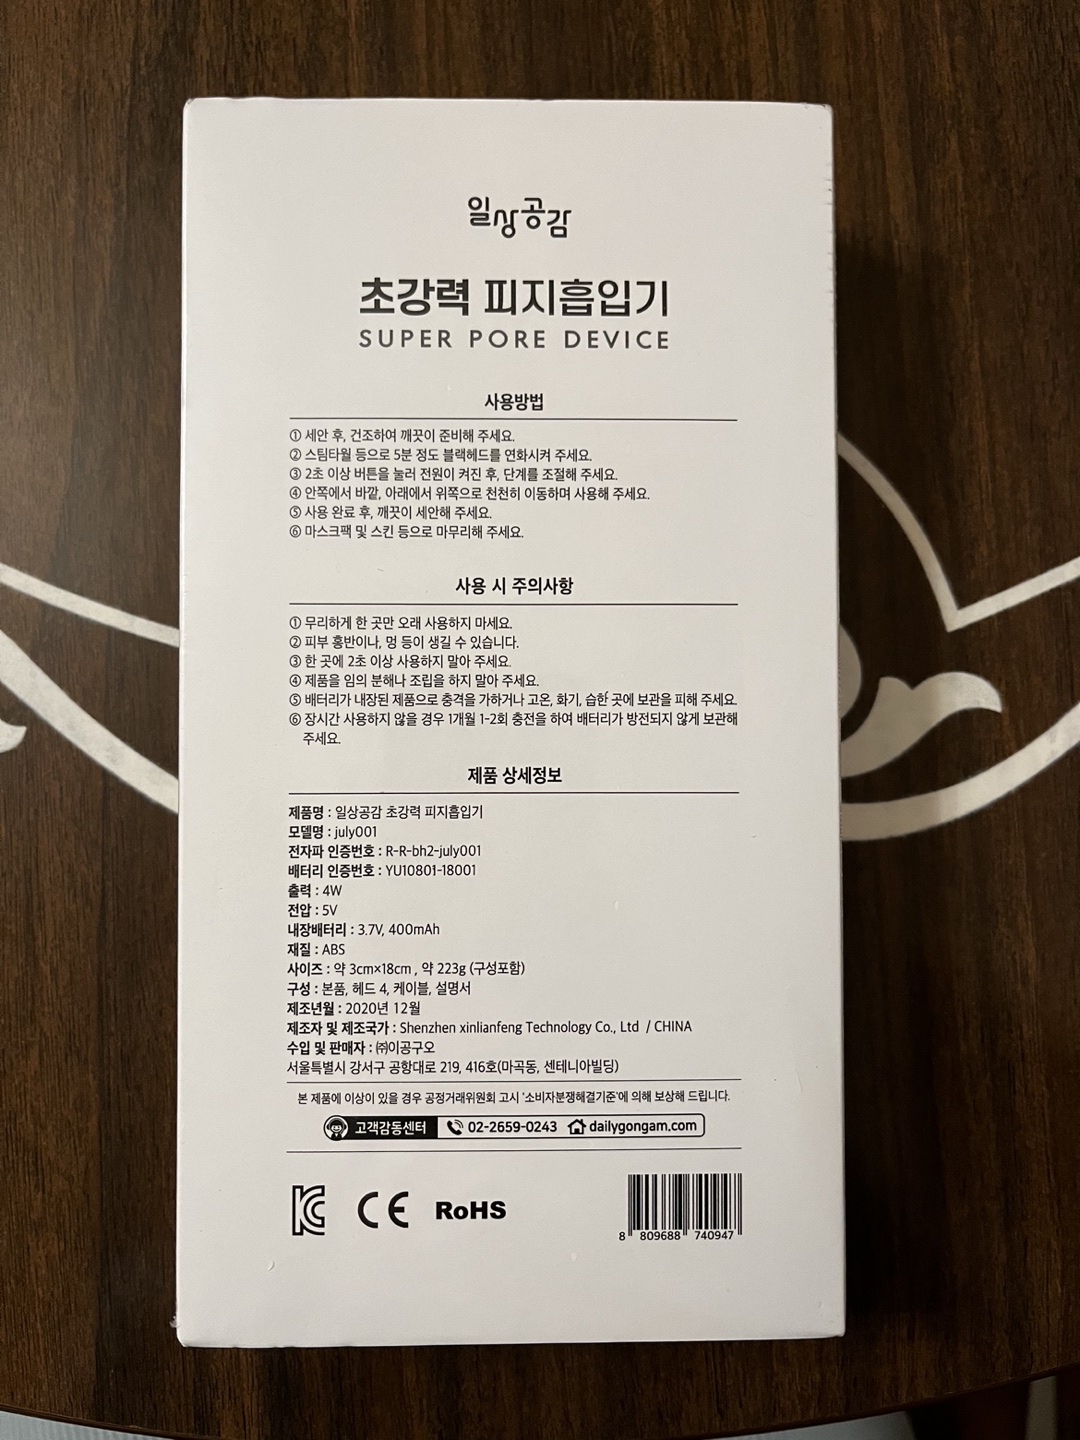 일상공감
초강력 피지흡입기
SUPER PORE DEVICE
사용방법
① 세안 후, 건조하여 깨끗이 준비해 주세요.
② 스팀타월 등으로 5분 정도 블랙헤드를 연화시켜 주세요.
③ 2초 이상 버튼을 눌러 전원이 켜진 후, 단계를 조절해 주세요.
④ 안쪽에서 바깥, 아래에서 위쪽으로 천천히 이동하며 사용해 주세요.
⑤ 사용 완료 후, 깨끗이 세안해 주세요.
⑥ 마스크팩 및 스킨 등으로 마무리해 주세요.
사용 시 주의사항
① 무리하게 한 곳만 오래 사용하지 마세요.
② 피부 홍반이나, 멍 등이 생길 수 있습니다.
③ 한 곳에 2초 이상 사용하지 말아 주세요.
④ 제품을 임의 분해나 조립을 하지 말아 주세요.
⑤ 배터리가 내장된 제품으로 충격을 가하거나 고온, 화기, 습한 곳에 보관을 피해 주세요.
⑥ 장시간 사용하지 않을 경우 1개월 1-2회 충전을 하여 배터리가 방전되지 않게 보관해
주세요.
제품 상세정보
제품명 : 일상공감 초강력 피지흡입기
모델명 : july001
전자파 인증번호 : R-R-bh2-july001
배터리 인증번호 : YU10801-18001
출력 : 4W
전압 : 5V
내장배터리 : 3.7V, 400mAh
재질 : ABS
사이즈 : 약 3cm×18cm , 약 223g (구성포함)
구성 : 본품, 헤드 4, 케이블, 설명서
제조년월 : 2020년 12월
제조자 및 제조국가 : Shenzhen xinlianfeng Technology Co., Ltd / CHINA
수입 및 판매자 : ㈜이공구오
서울특별시 강서구 공항대로 219, 416호(마곡동, 센테니아빌딩)
본 제품에 이상이 있을 경우 공정거래위원회 고시 '소비자분쟁해결기준'에 의해 보상해 드립니다.
고객감동센터 02-2659-0243 dailygongam.com
KC CE RoHS
8 809688 740947